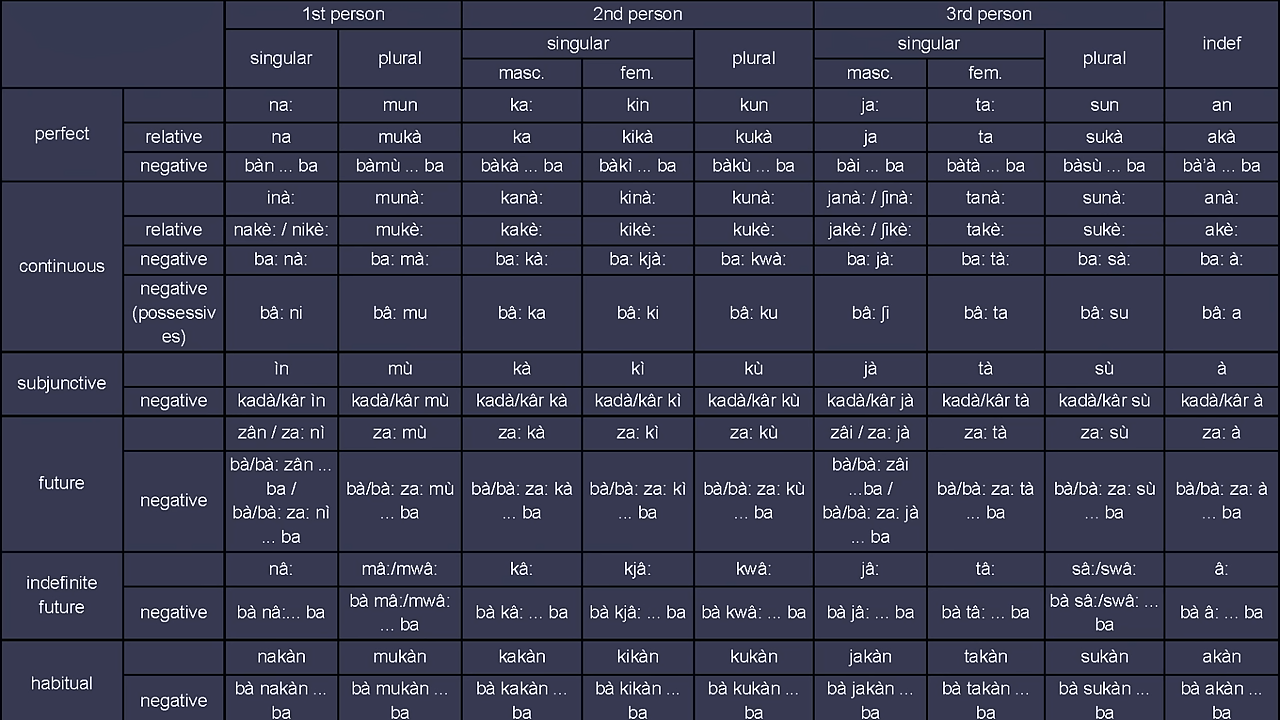 1st person 2nd person 3rd person indef
singular plural singular plural singular plural
masc. fem. masc. fem.
perfect na: mun ka: kin kun ja: ta: sun an
relative na mukà ka kikà kukà ja ta sukà akà
negative bàn ... ba bàmù ... ba bàkà ... ba bàkì ... ba bàkù ... ba bài ... ba bàtà ... ba bàsù ... ba bà'à ... ba
continuous inà: munà: kanà: kinà: kunà: janà: / ʃinà: tanà: sunà: anà:
relative nakè: / nikè: mukè: kakè: kikè: kukè: jakè: / ʃikè: takè: sukè: akè:
negative ba: nà: ba: mà: ba: kà: ba: kjà: ba: kwà: ba: jà: ba: tà: ba: sà: ba: à:
negative
(possessiv
es) bâ: ni bâ: mu bâ: ka bâ: ki bâ: ku bâ: ʃi bâ: ta bâ: su bâ: a
subjunctive ìn mù kà kì kù jà tà sù à
negative kadà/kâr ìn kadà/kâr mù kadà/kâr kà kadà/kâr kì kadà/kâr kù kadà/kâr jà kadà/kâr tà kadà/kâr sù kadà/kâr à
future zân / za: nì za: mù za: kà za: kì za: kù zâi / za: jà za: tà za: sù za: à
negative bà/bà: zân ... bà/bà: zâi
ba / bà/bà: za: mù bà/bà: za: kà bà/bà: za: kì bà/bà: za: kù ...ba / bà/bà: za: tà bà/bà: za: sù bà/bà: za: à
bà/bà: za: nì ... ba ... ba ... ba ... ba bà/bà: za: jà ... ba ... ba ... ba
... ba ... ba
indefinite
future nâ: mâ:/mwâ: kâ: kjâ: kwâ: jâ: tâ: sâ:/swâ: â:
negative bà nâ:... ba bà mâ:/mwâ: bà kâ: ... ba bà kjâ: ... ba bà kwâ: ... ba bà jâ: ... ba bà tâ: ... ba bà sâ:/swâ: ... bà â: ... ba
... ba ba
habitual nakàn mukàn kakàn kikàn kukàn jakàn takàn sukàn akàn
negative bà nakàn ... bà mukàn ... bà kakàn ... bà kikàn ... bà kukàn ... bà jakàn ... bà takàn ... bà sukàn ... bà akàn ...
ba ba ba ba ba ba ba ba ba